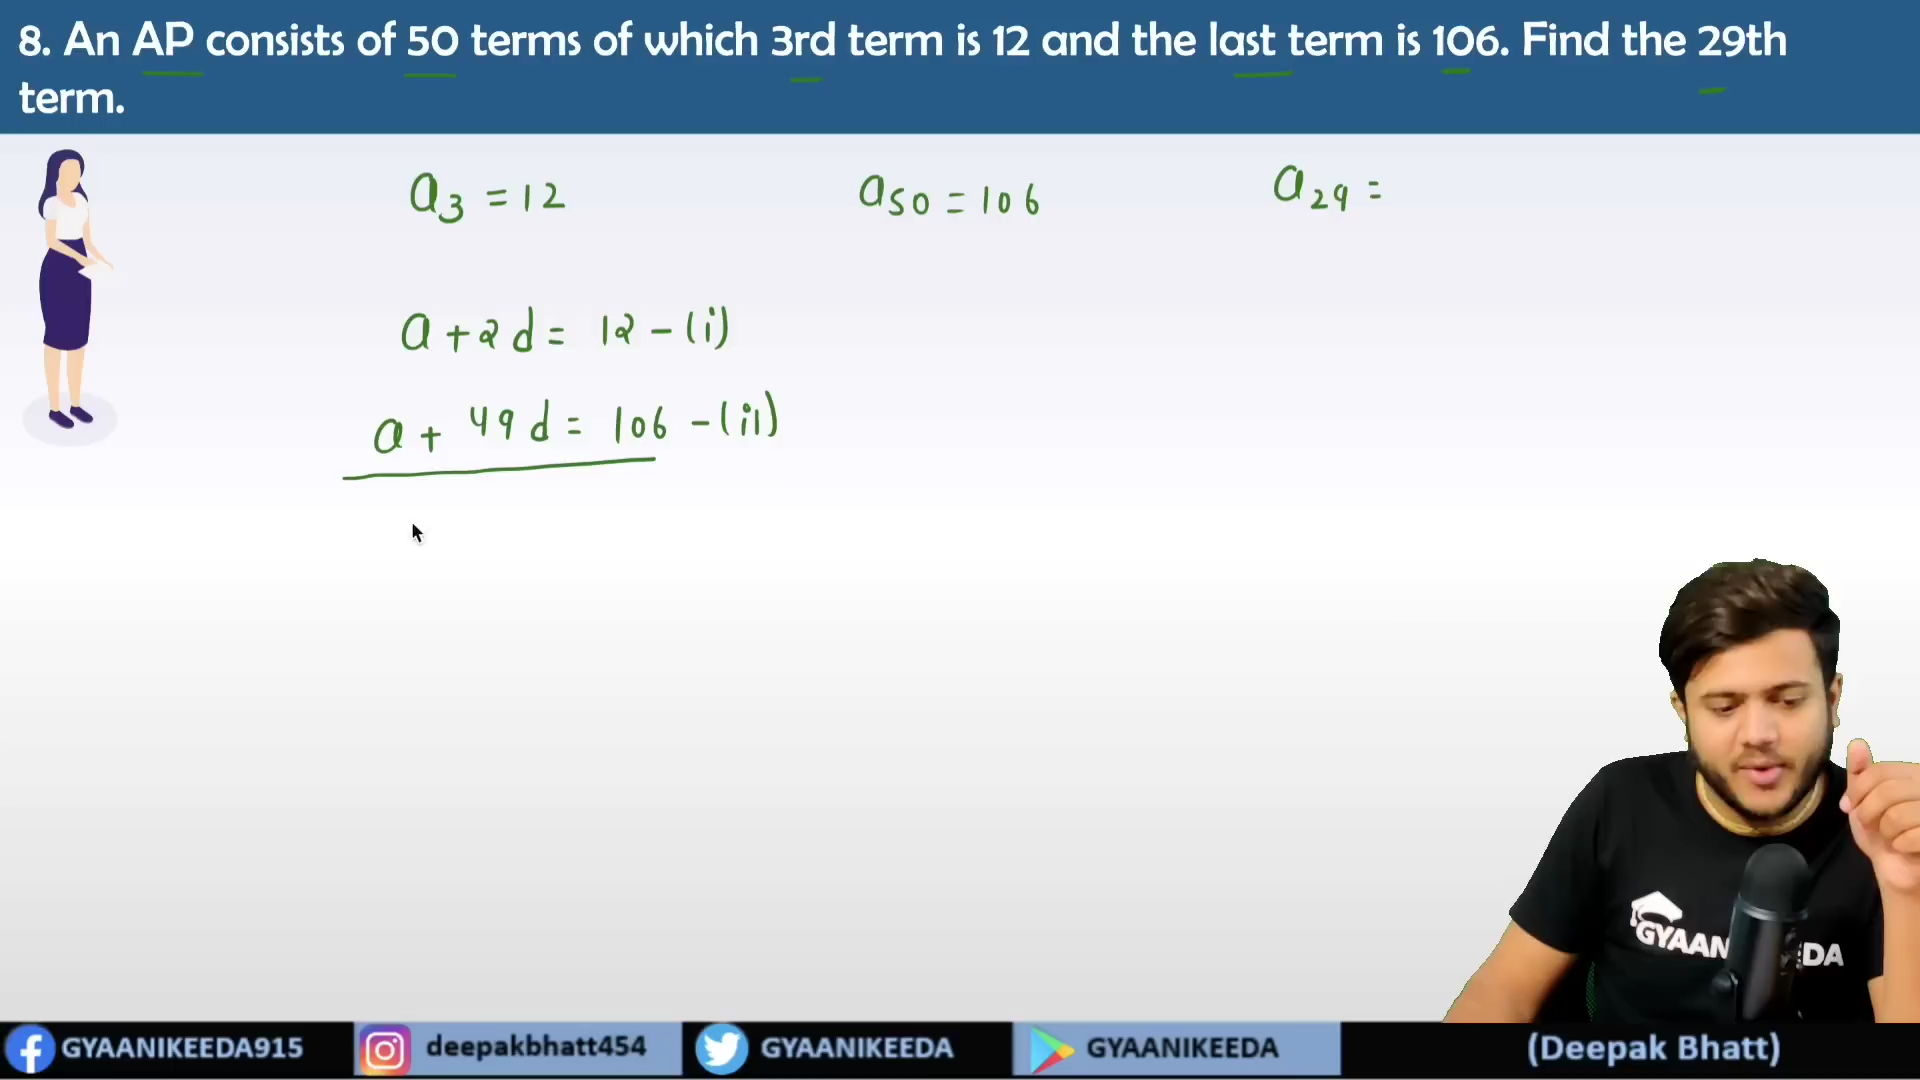 8. An AP consists of 50 terms of which 3rd term is 12 and the last term is 106. Find the 29th
term.
a3 = 12
a50 = 106
a29 =
a + 2d = 12 - (i)
a + 49d = 106 - (ii)
GYAAN DA
GYAANIKEEDA915
deepakbhatt454
GYAANIKEEDA
GYAANIKEEDA
(Deepak Bhatt)